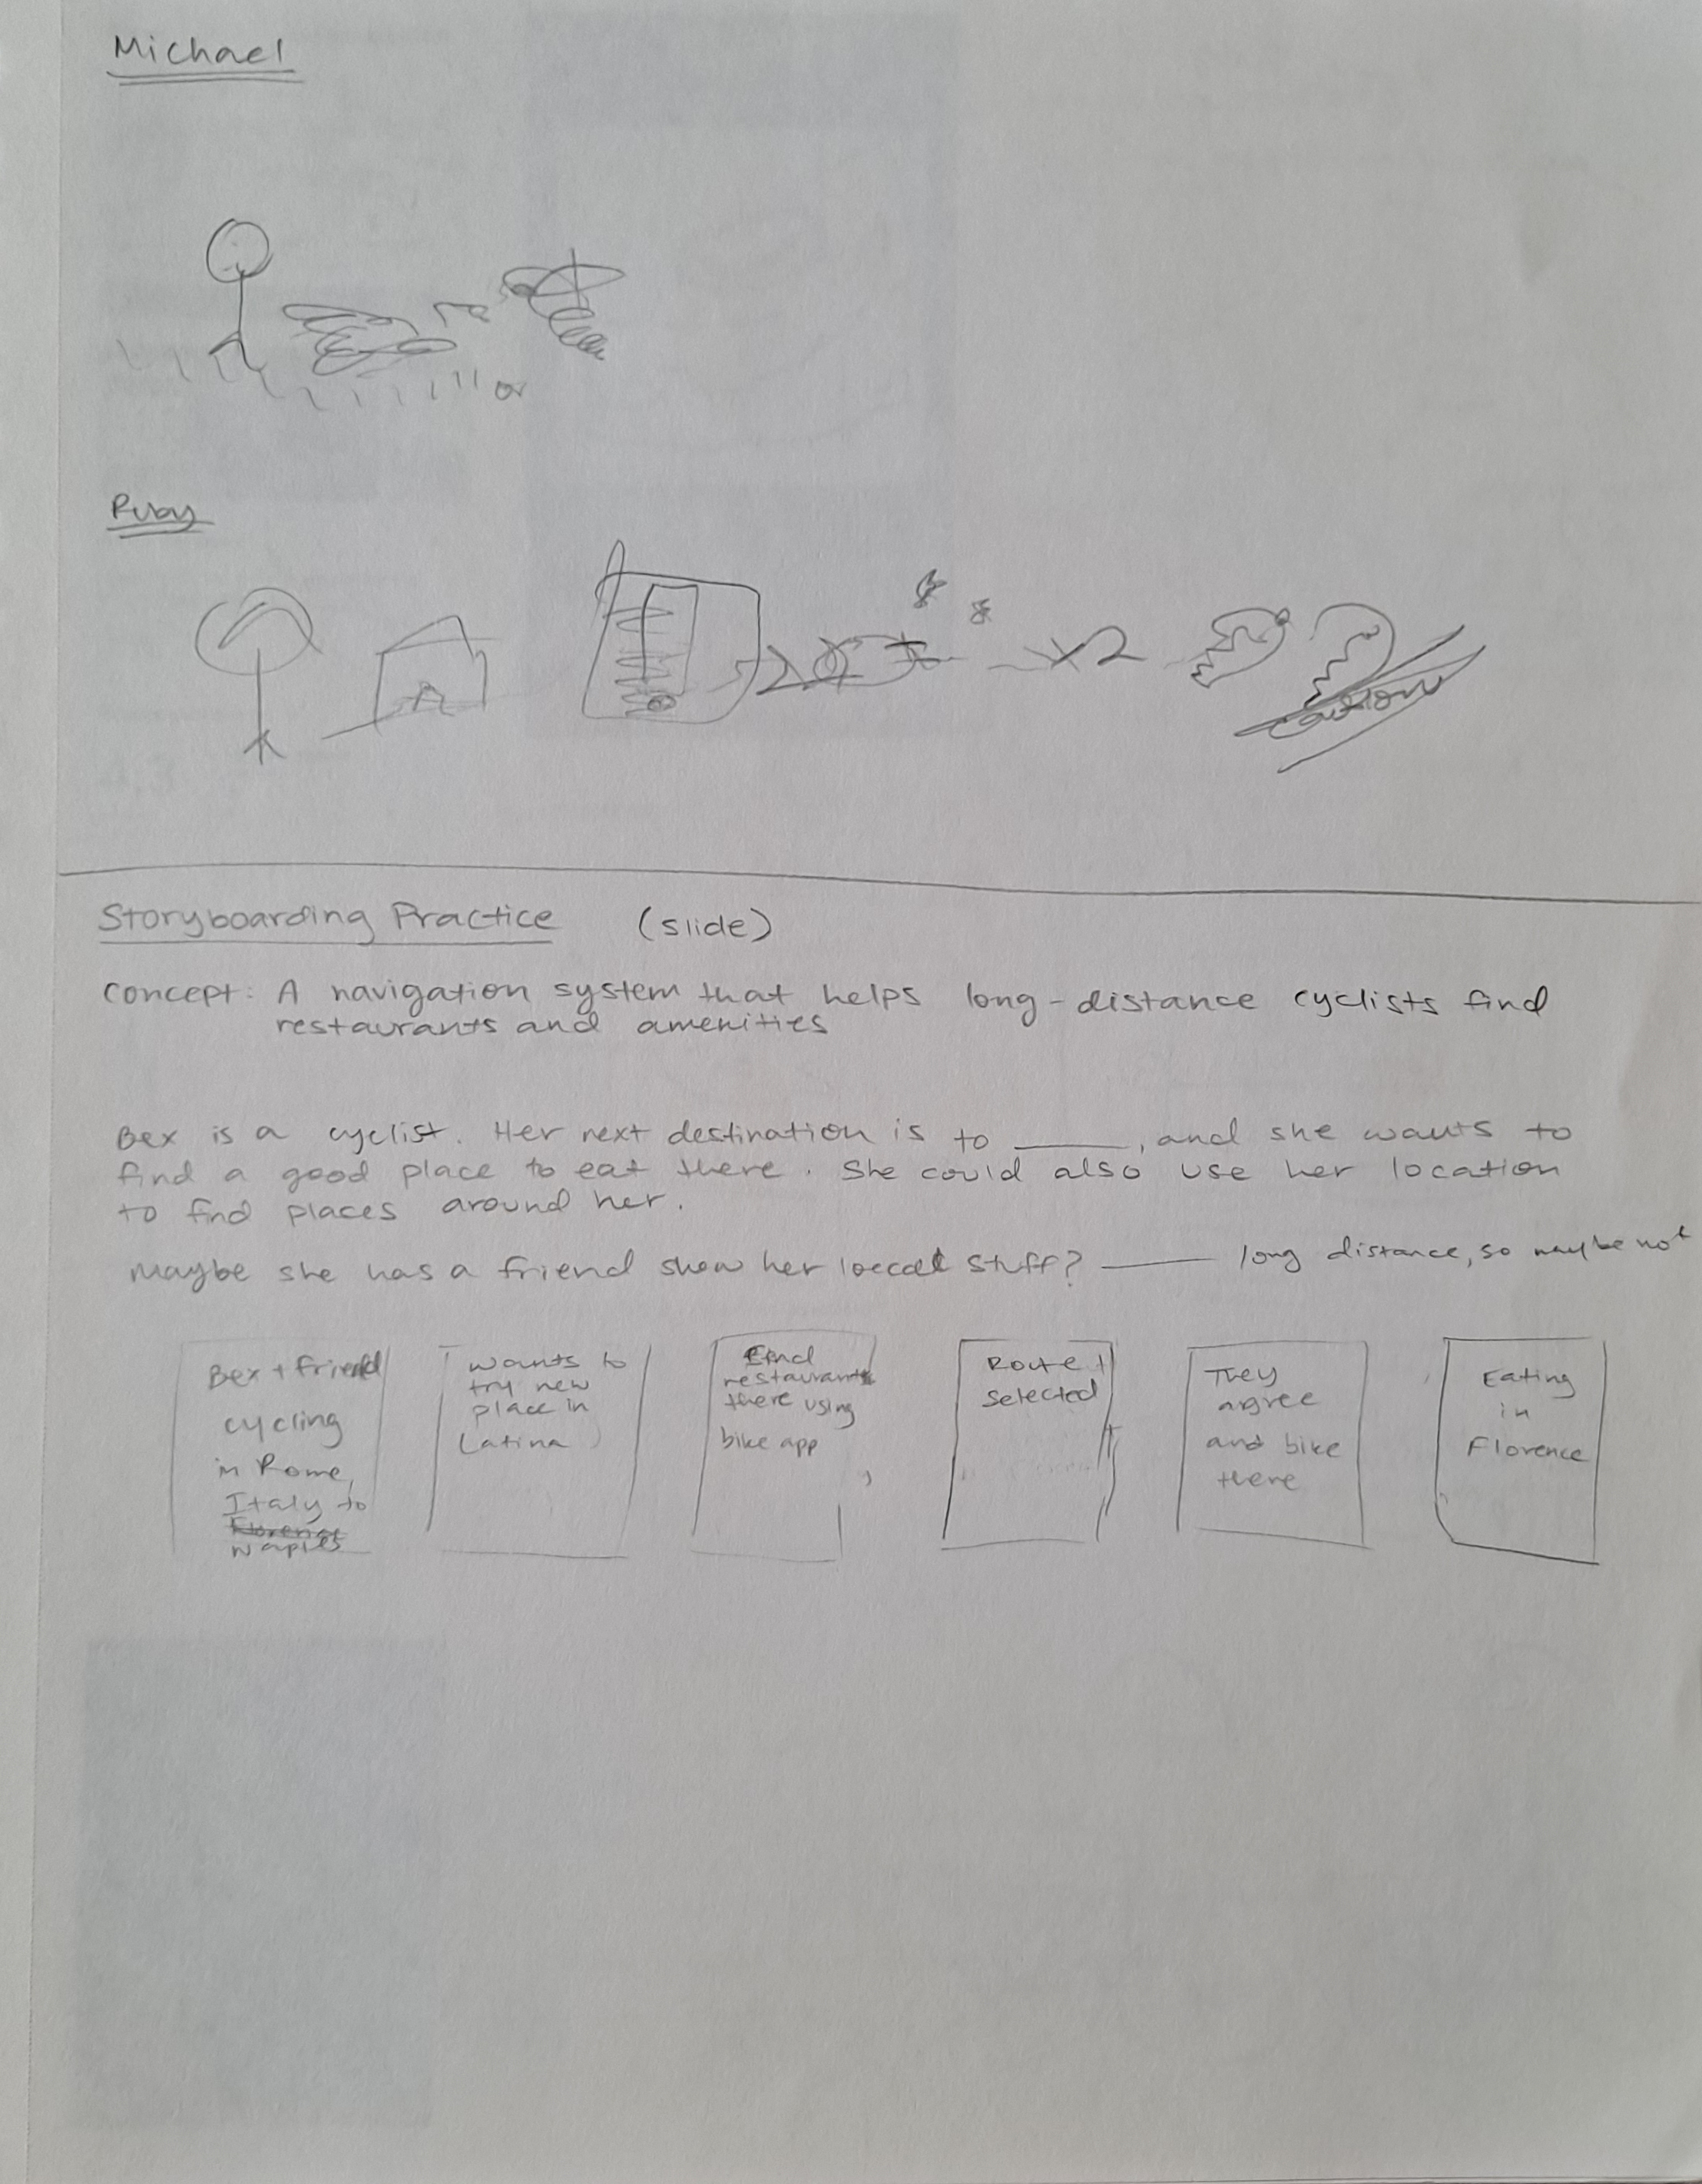 Michael
Ruby
caution
Storyboarding Practice (slide)
Concept: A navigation system that helps long-distance cyclists find
restaurants and amenities
Bex is a cyclist. Her next destination is to ____, and she wants to
find a good place to eat there. She could also use her location
to find places around her.
Maybe she has a friend show her local stuff? —— long distance, so maybe not
Bex + friend
cycling
in Rome,
Italy to
Florence
Naples
wants to
try new
place in
Latina
Find
restaurants
there using
bike app
Route
selected
They
agree
and bike
there
Eating
in
Florence